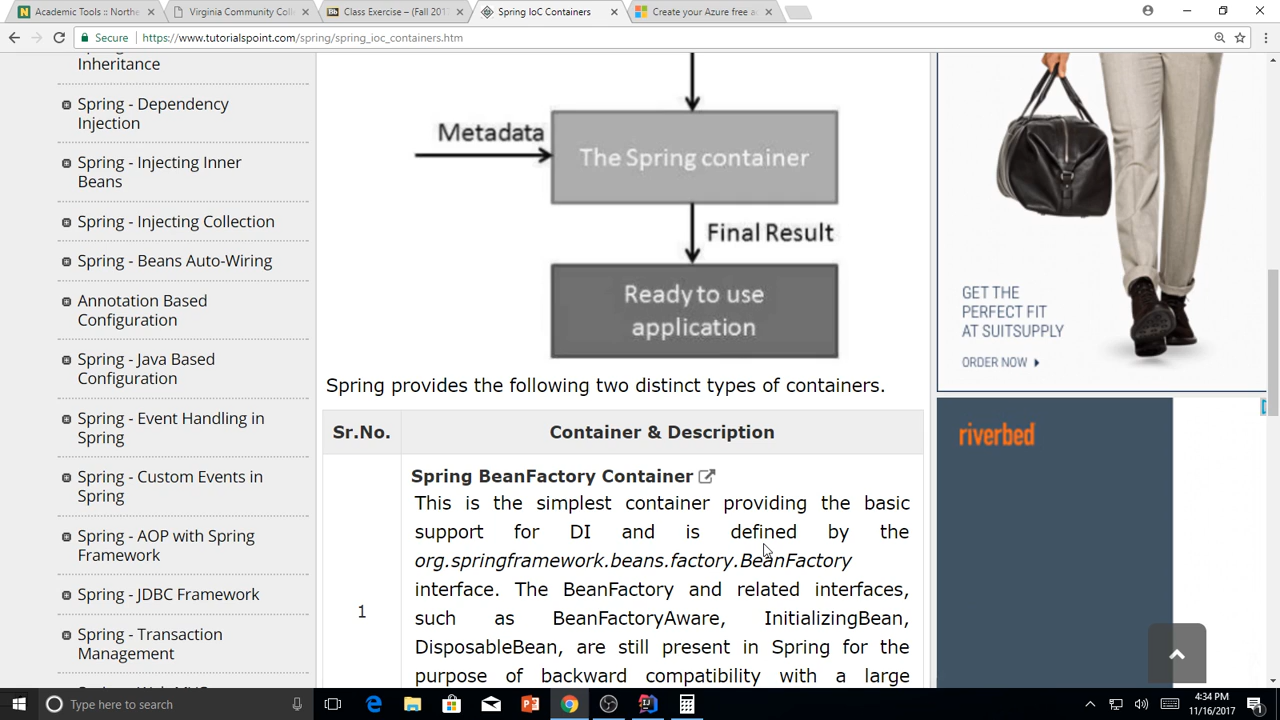 Academic Tools :: Northe
Virginia Community Colle
Class Exercise – (Fall 201
Spring IoC Containers
Create your Azure free a
Secure
https://www.tutorialspoint.com/spring/spring_ioc_containers.htm
Inheritance
Spring - Dependency
Injection
Spring - Injecting Inner
Beans
Spring - Injecting Collection
Spring - Beans Auto-Wiring
Annotation Based
Configuration
Spring - Java Based
Configuration
Spring - Event Handling in
Spring
Spring - Custom Events in
Spring
Spring - AOP with Spring
Framework
Spring - JDBC Framework
Spring - Transaction
Management
Metadata
The Spring container
Final Result
Ready to use
application
Spring provides the following two distinct types of containers.
Sr.No.
Container & Description
1
Spring BeanFactory Container
This is the simplest container providing the basic
support for DI and is defined by the
org.springframework.beans.factory.BeanFactory
interface. The BeanFactory and related interfaces,
such as BeanFactoryAware, InitializingBean,
DisposableBean, are still present in Spring for the
purpose of backward compatibility with a large
GET THE
PERFECT FIT
AT SUITSUPPLY
ORDER NOW
riverbed
Type here to search
4:34 PM
11/16/2017